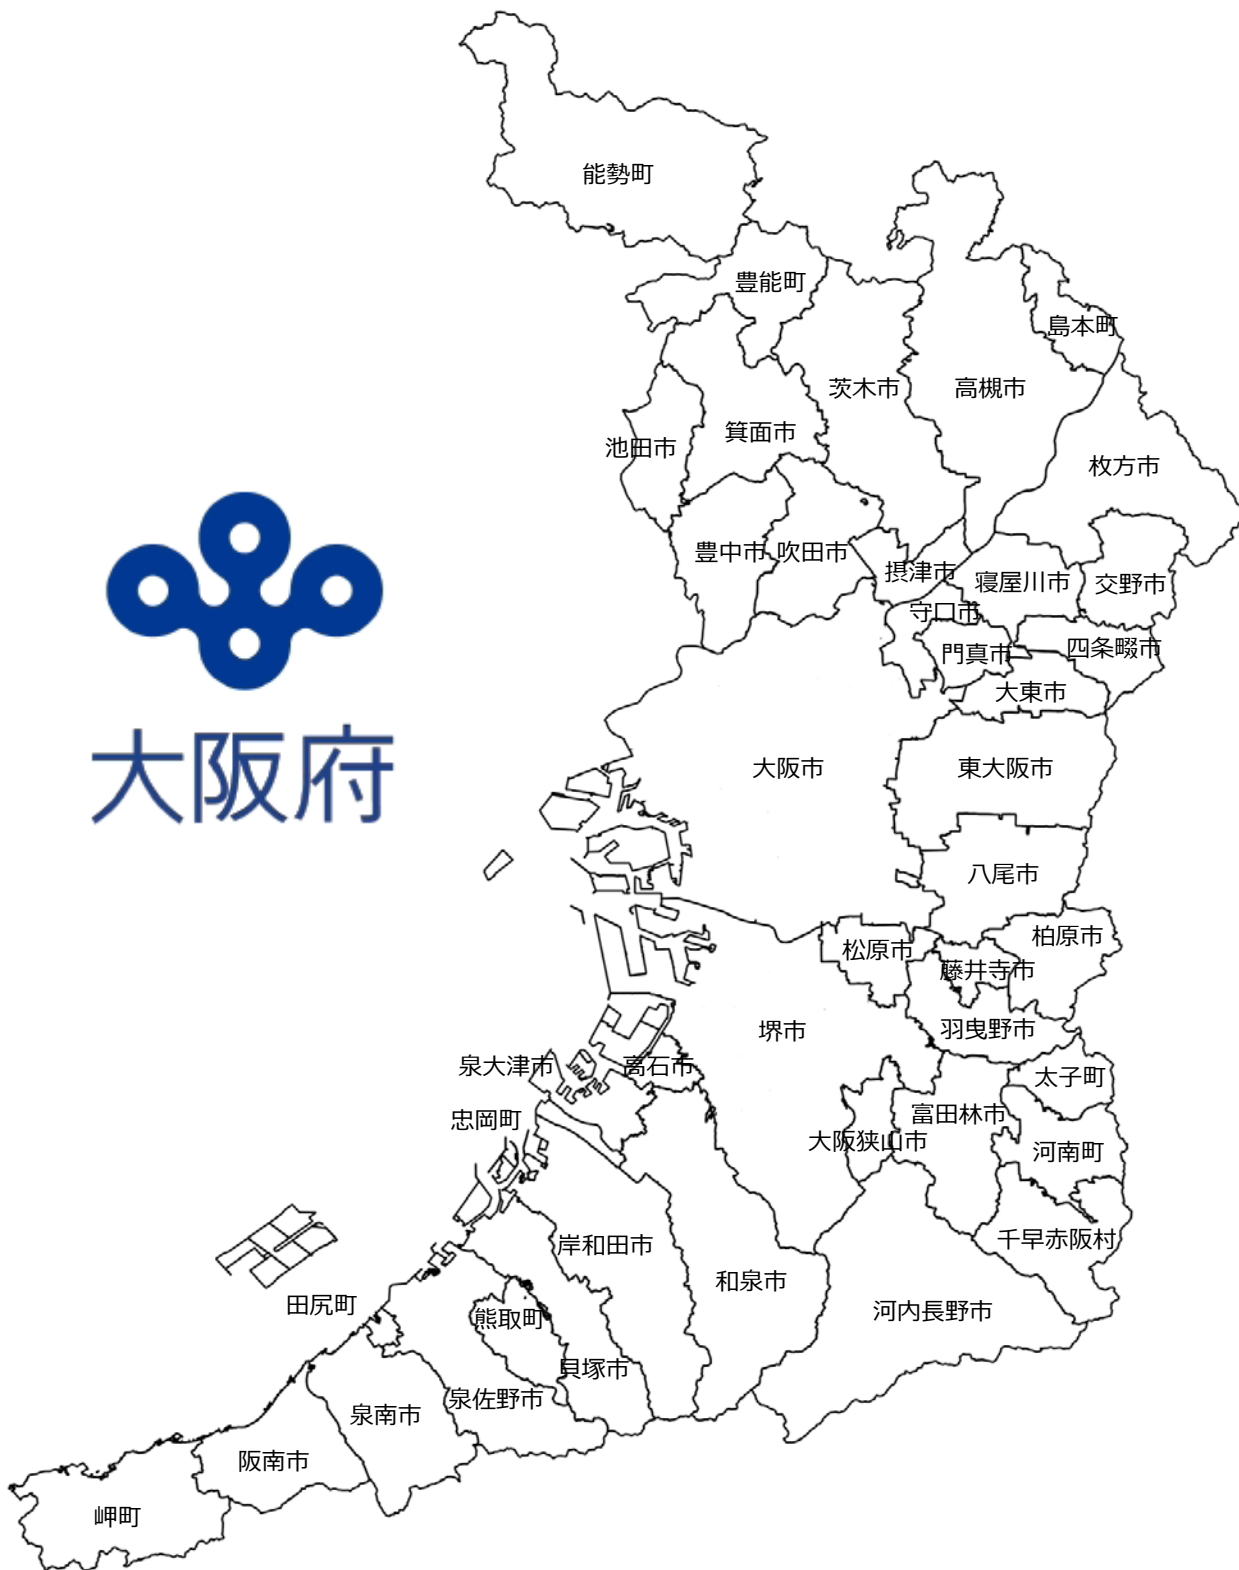 能勢町
豊能町
島本町
茨木市
高槻市
箕面市
池田市
枚方市
豊中市
吹田市
摂津市
寝屋川市
交野市
守口市
門真市
四条畷市
大東市
大阪府
大阪市
東大阪市
八尾市
柏原市
松原市
藤井寺市
堺市
羽曳野市
泉大津市
高石市
太子町
忠岡町
富田林市
大阪狭山市
河南町
岸和田市
千早赤阪村
和泉市
田尻町
熊取町
河内長野市
貝塚市
泉佐野市
泉南市
阪南市
岬町